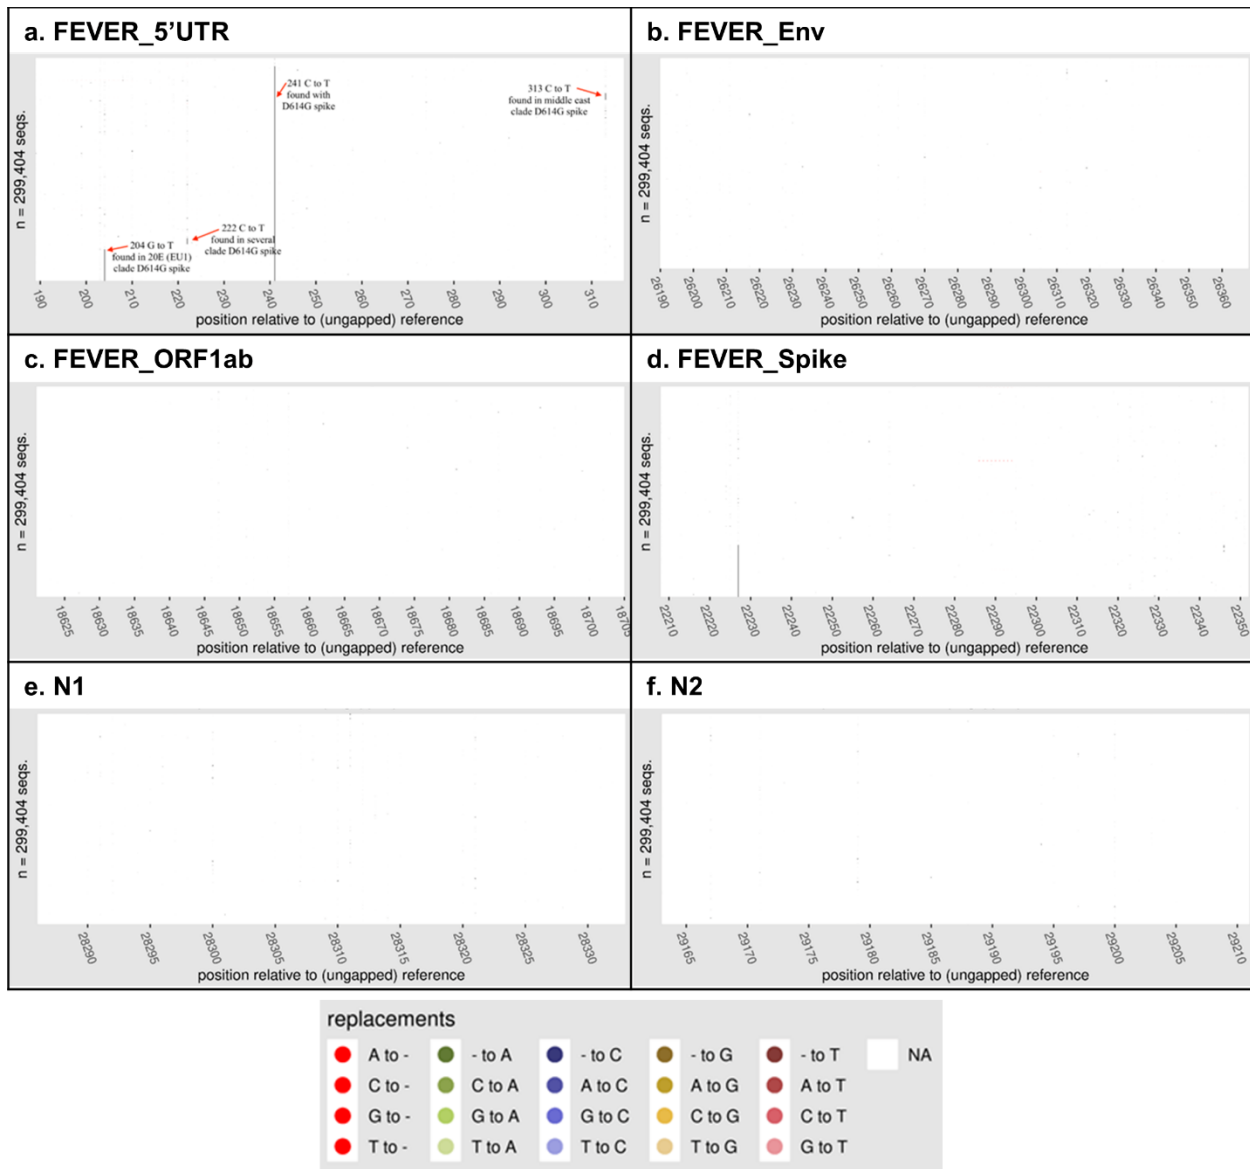 a. FEVER_5’UTR
n = 299,404 seqs.
241 C to T
found with
D614G spike
313 C to T
found in middle east
clade D614G spike
222 C to T
found in several
clade D614G spike
204 G to T
found in 20E (EU1)
clade D614G spike
190 200 210 220 230 240 250 260 270 280 290 300 310
position relative to (ungapped) reference
b. FEVER_Env
n = 299,404 seqs.
26190 26200 26210 26220 26230 26240 26250 26260 26270 26280 26290 26300 26310 26320 26330 26340 26350 26360
position relative to (ungapped) reference
c. FEVER_ORF1ab
n = 299,404 seqs.
18625 18630 18635 18640 18645 18650 18655 18660 18665 18670 18675 18680 18685 18690 18695 18700 18705
position relative to (ungapped) reference
d. FEVER_Spike
n = 299,404 seqs.
22210 22220 22230 22240 22250 22260 22270 22280 22290 22300 22310 22320 22330 22340 22350
position relative to (ungapped) reference
e. N1
n = 299,404 seqs.
28290 28295 28300 28305 28310 28315 28320 28325 28330
position relative to (ungapped) reference
f. N2
n = 299,404 seqs.
29165 29170 29175 29180 29185 29190 29195 29200 29205 29210
position relative to (ungapped) reference
replacements
A to - - to A - to C - to G - to T NA
C to - C to A A to C A to G A to T
G to - G to A G to C C to G C to T
T to - T to A T to C T to G G to T